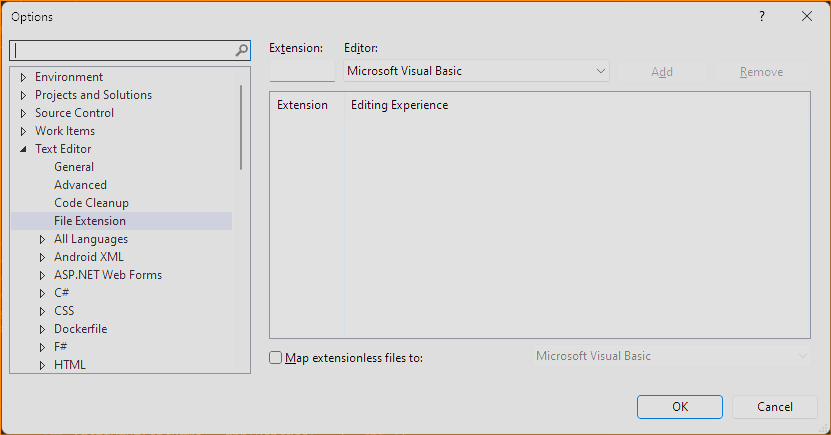 Options
?
Extension:
Editor:
Microsoft Visual Basic
Add
Remove
Environment
Projects and Solutions
Source Control
Work Items
Text Editor
General
Advanced
Code Cleanup
File Extension
All Languages
Android XML
ASP.NET Web Forms
C#
CSS
Dockerfile
F#
HTML
Extension
Editing Experience
Map extensionless files to:
Microsoft Visual Basic
OK
Cancel